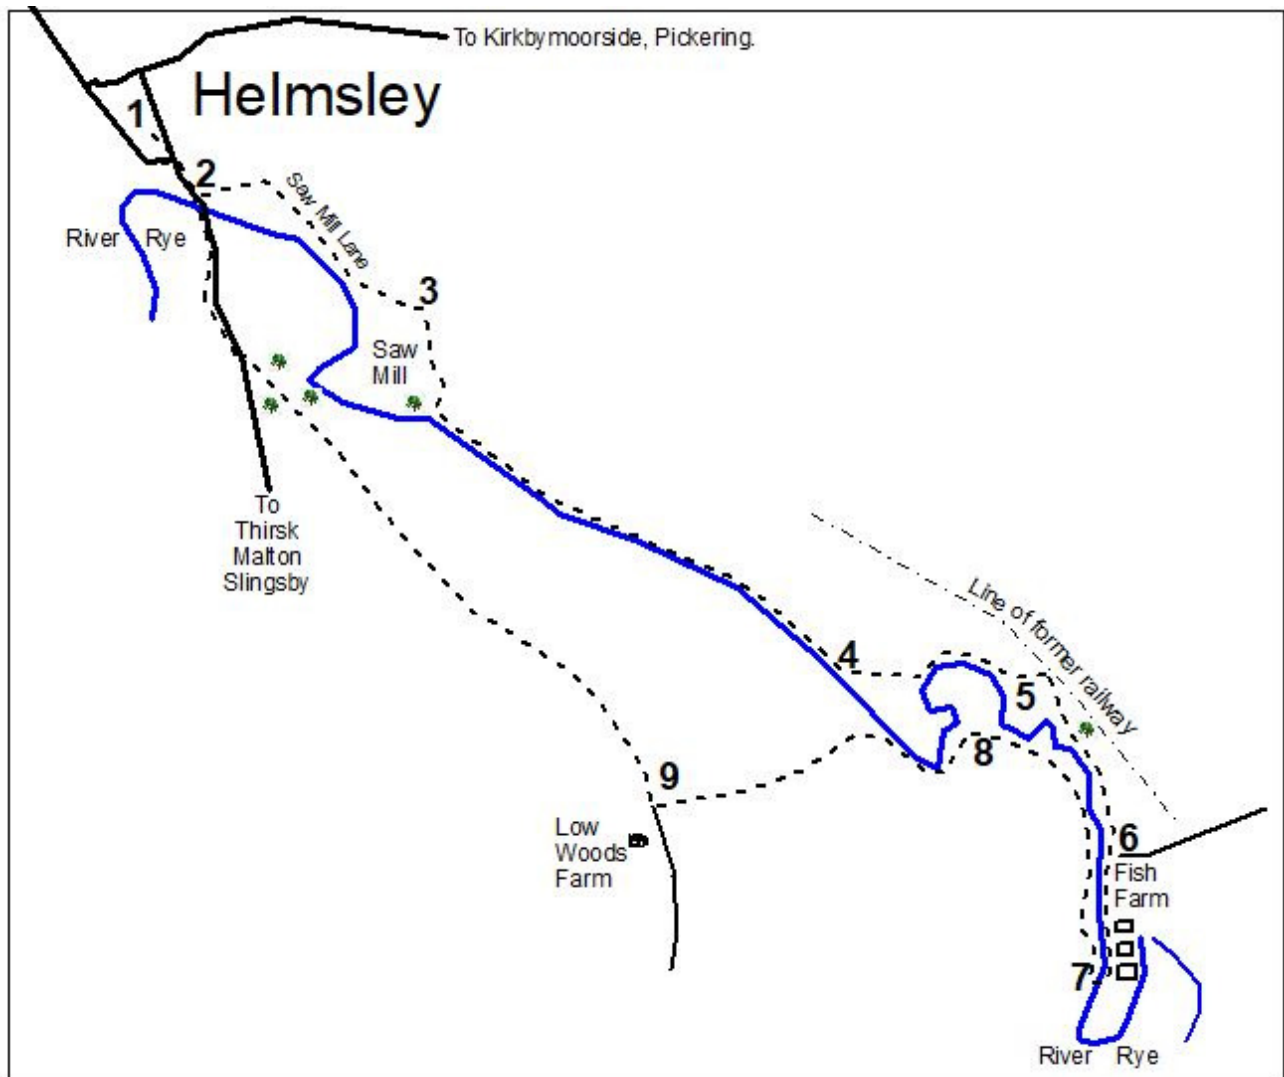 To Kirkbymoorside, Pickering.
Helmsley
1
2
Saw Mill Lane
River Rye
3
Saw
Mill
To
Thirsk
Malton
Slingsby
Line of former railway
4
5
8
9
Low
Woods
Farm
6
Fish
Farm
7
River Rye